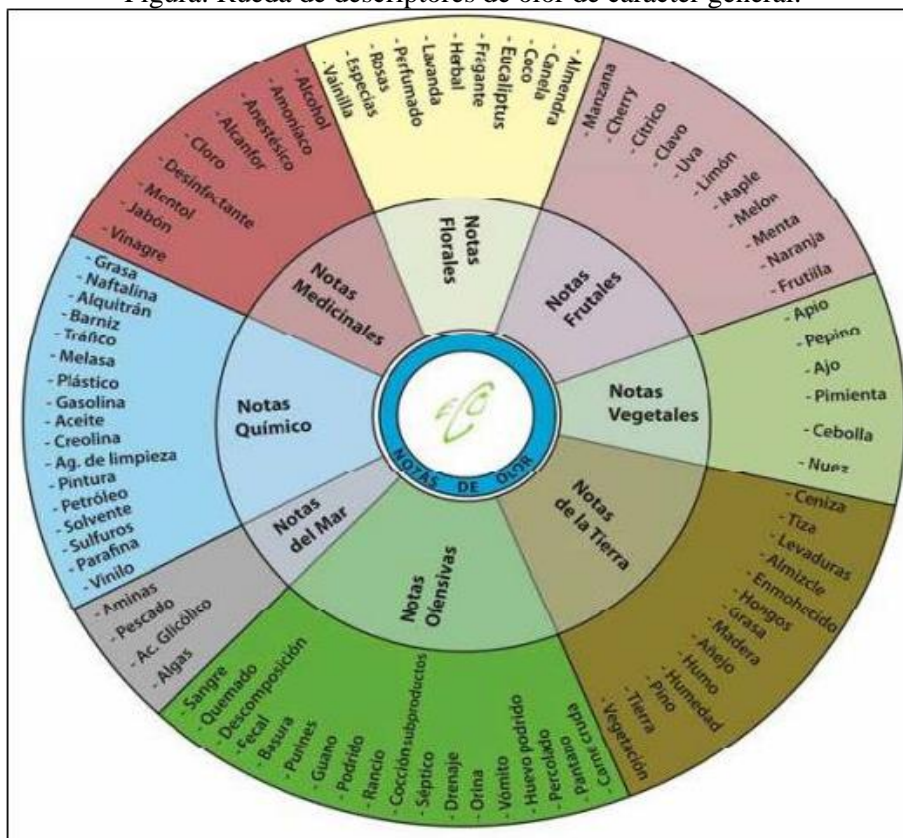 Figura. Rueda de descriptores de olor de carácter general.
Notas
Florales
- Vainilla
- Especias
- Rosas
- Perfumado
- Lavanda
- Herbal
- Fragante
- Eucaliptus
- Coco
- Canela
- Almendra
Notas
Frutales
- Manzana
- Cherry
- Cítrico
- Clavo
- Uva
- Limón
- Maple
- Melón
- Menta
- Naranja
- Frutilla
Notas
Vegetales
- Apio
- Pepino
- Ajo
- Pimienta
- Cebolla
- Nuez
Notas
de la Tierra
- Ceniza
- Tiza
- Levaduras
- Almizcle
- Enmohecido
- Hongos
- Grasa
- Madera
- Añejo
- Humo
- Humedad
- Pino
- Tierra
- Vegetación
Notas
Ofensivas
- Carne cruda
- Pantano
- Percolado
- Huevo podrido
- Vómito
- Orina
- Drenaje
- Séptico
- Cocción subproductos
- Rancio
- Podrido
- Guano
- Purines
- Basura
- Fecal
- Descomposición
- Quemado
- Sangre
Notas
del Mar
- Algas
- Ac. Glicólico
- Pescado
- Aminas
Notas
Químico
- Vinilo
- Parafina
- Sulfuros
- Solvente
- Petróleo
- Pintura
- Ag. de limpieza
- Creolina
- Aceite
- Gasolina
- Plástico
- Melasa
- Tráfico
- Barniz
- Alquitrán
- Naftalina
- Grasa
Notas
Medicinales
- Vinagre
- Jabón
- Mentol
- Desinfectante
- Cloro
- Alcanfor
- Anestésico
- Amoníaco
- Alcohol
NOTAS DE OLOR